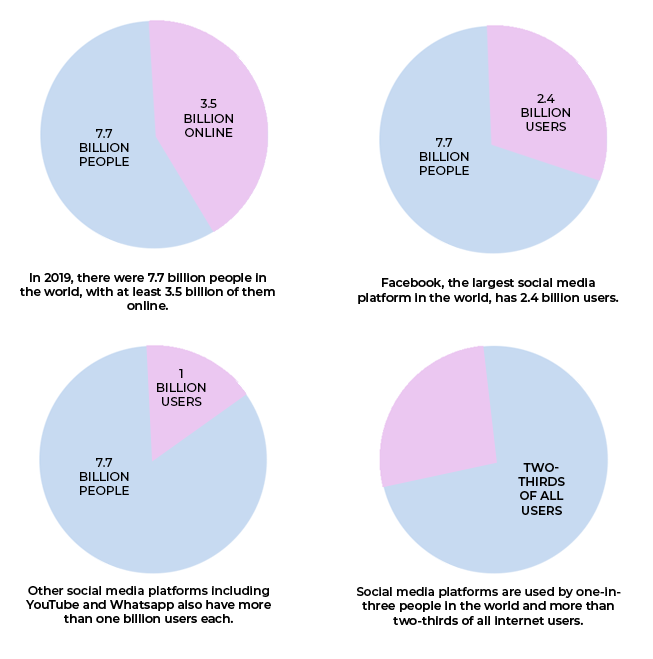 3.5
BILLION
ONLINE
7.7
BILLION
PEOPLE
In 2019, there were 7.7 billion people in
the world, with at least 3.5 billion of them
online.
2.4
BILLION
USERS
7.7
BILLION
PEOPLE
Facebook, the largest social media
platform in the world, has 2.4 billion users.
1
BILLION
USERS
7.7
BILLION
PEOPLE
Other social media platforms including
YouTube and Whatsapp also have more
than one billion users each.
TWO-
THIRDS
OF ALL
USERS
Social media platforms are used by one-in-
three people in the world and more than
two-thirds of all internet users.